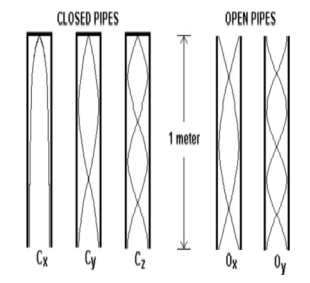 CLOSED PIPES
OPEN PIPES
1 meter
Cx
Cy
Cz
Ox
Oy